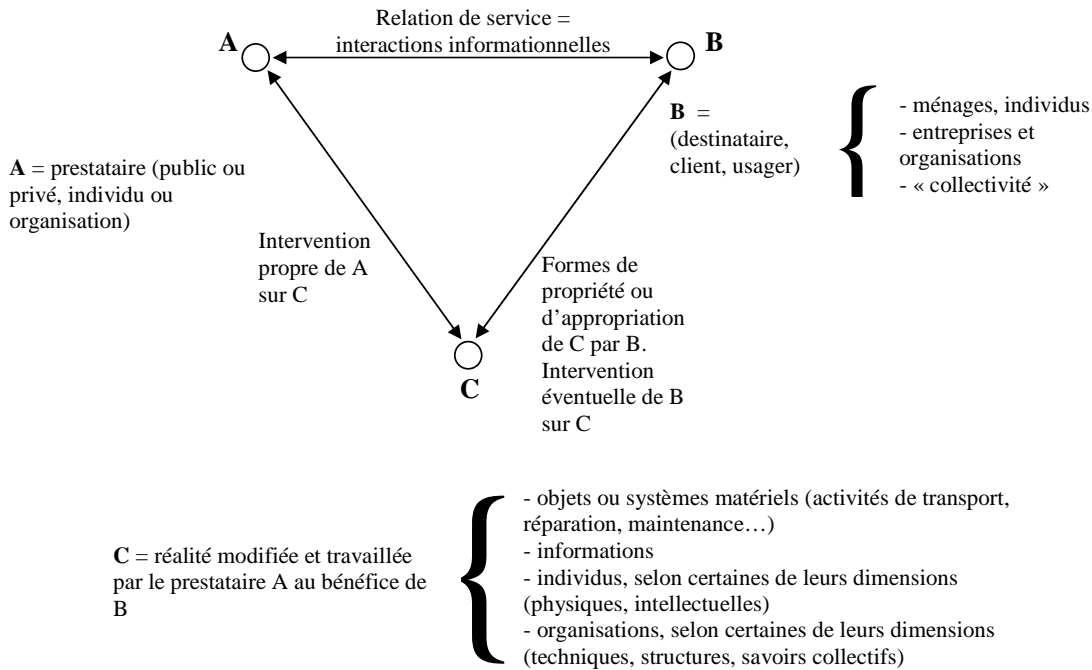 Relation de service =
interactions informationnelles
A
B
B =
(destinataire,
client, usager)
- ménages, individus
- entreprises et
organisations
- « collectivité »
A = prestataire (public ou
privé, individu ou
organisation)
Intervention
propre de A
sur C
Formes de
propriété ou
d’appropriation
de C par B.
Intervention
éventuelle de B
sur C
C
C = réalité modifiée et travaillée
par le prestataire A au bénéfice de
B
- objets ou systèmes matériels (activités de transport,
réparation, maintenance…)
- informations
- individus, selon certaines de leurs dimensions
(physiques, intellectuelles)
- organisations, selon certaines de leurs dimensions
(techniques, structures, savoirs collectifs)